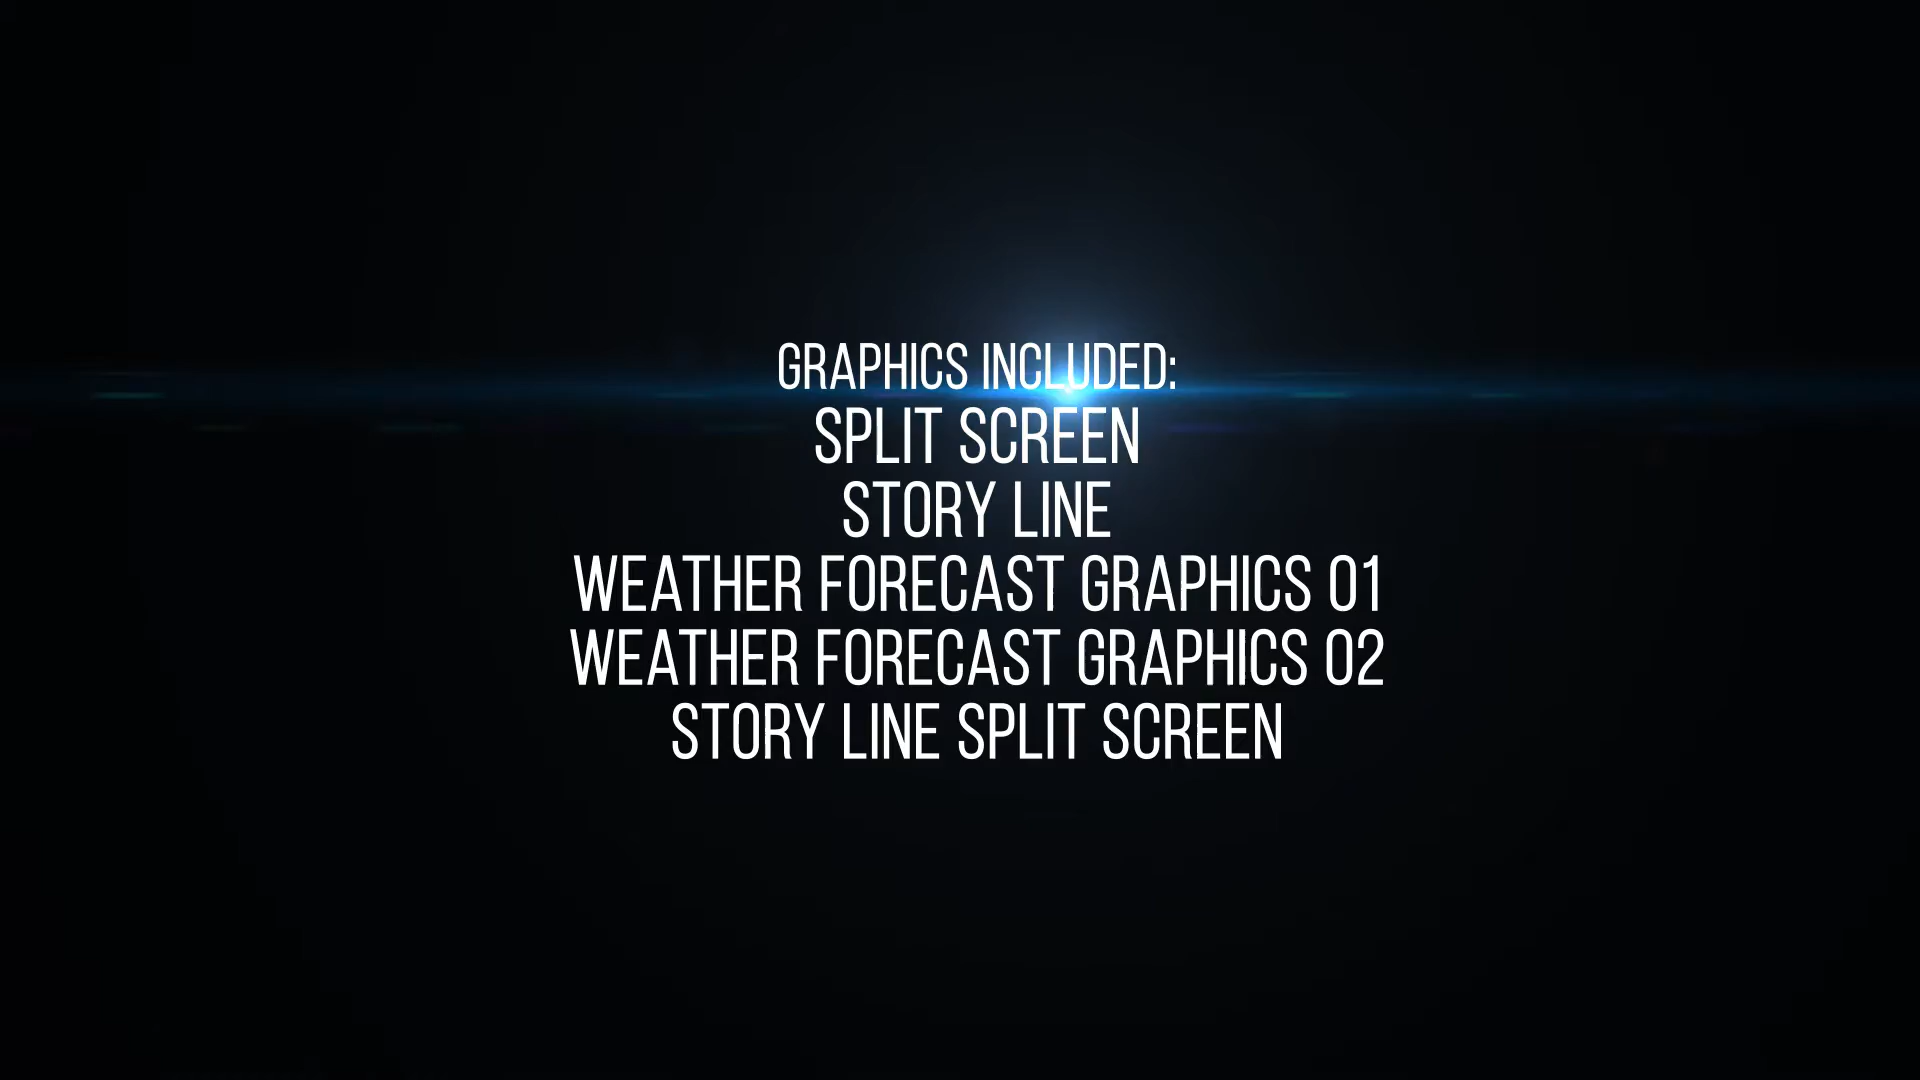 GRAPHICS INCLUDED:
SPLIT SCREEN
STORY LINE
WEATHER FORECAST GRAPHICS 01
WEATHER FORECAST GRAPHICS 02
STORY LINE SPLIT SCREEN